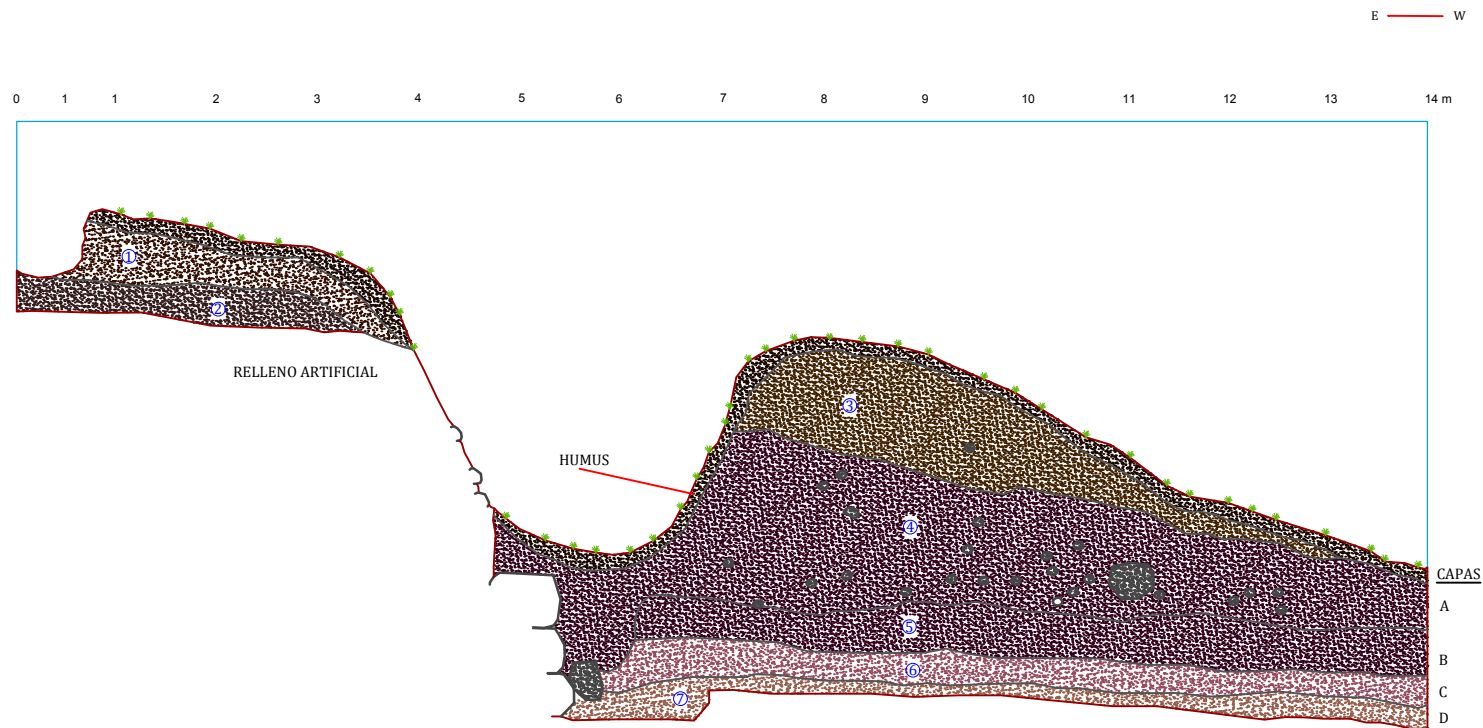 E W
0 1 1 2 3 4 5 6 7 8 9 10 11 12 13 14 m
①
②
RELLENO ARTIFICIAL
③
HUMUS
④
CAPAS
A
⑤
B
⑥
C
⑦
D